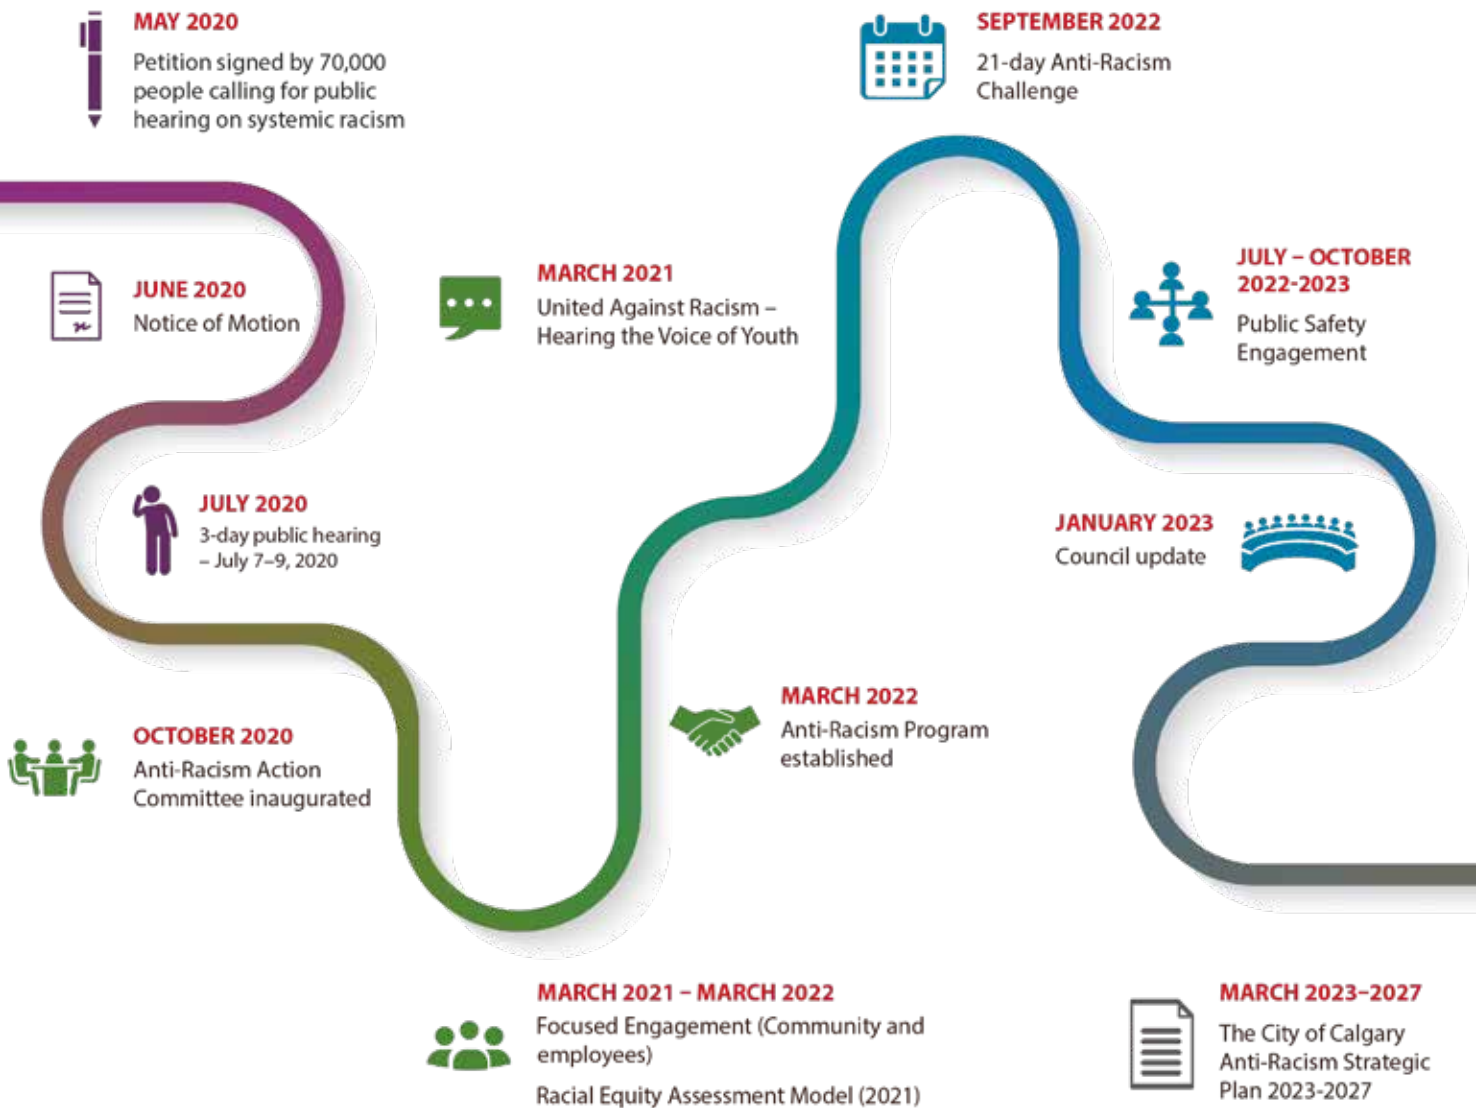 MAY 2020
Petition signed by 70,000
people calling for public
hearing on systemic racism
JUNE 2020
Notice of Motion
JULY 2020
3-day public hearing
– July 7–9, 2020
OCTOBER 2020
Anti-Racism Action
Committee inaugurated
MARCH 2021
United Against Racism –
Hearing the Voice of Youth
MARCH 2021 – MARCH 2022
Focused Engagement (Community and
employees)
Racial Equity Assessment Model (2021)
MARCH 2022
Anti-Racism Program
established
SEPTEMBER 2022
21-day Anti-Racism
Challenge
JULY – OCTOBER
2022-2023
Public Safety
Engagement
JANUARY 2023
Council update
MARCH 2023–2027
The City of Calgary
Anti-Racism Strategic
Plan 2023-2027